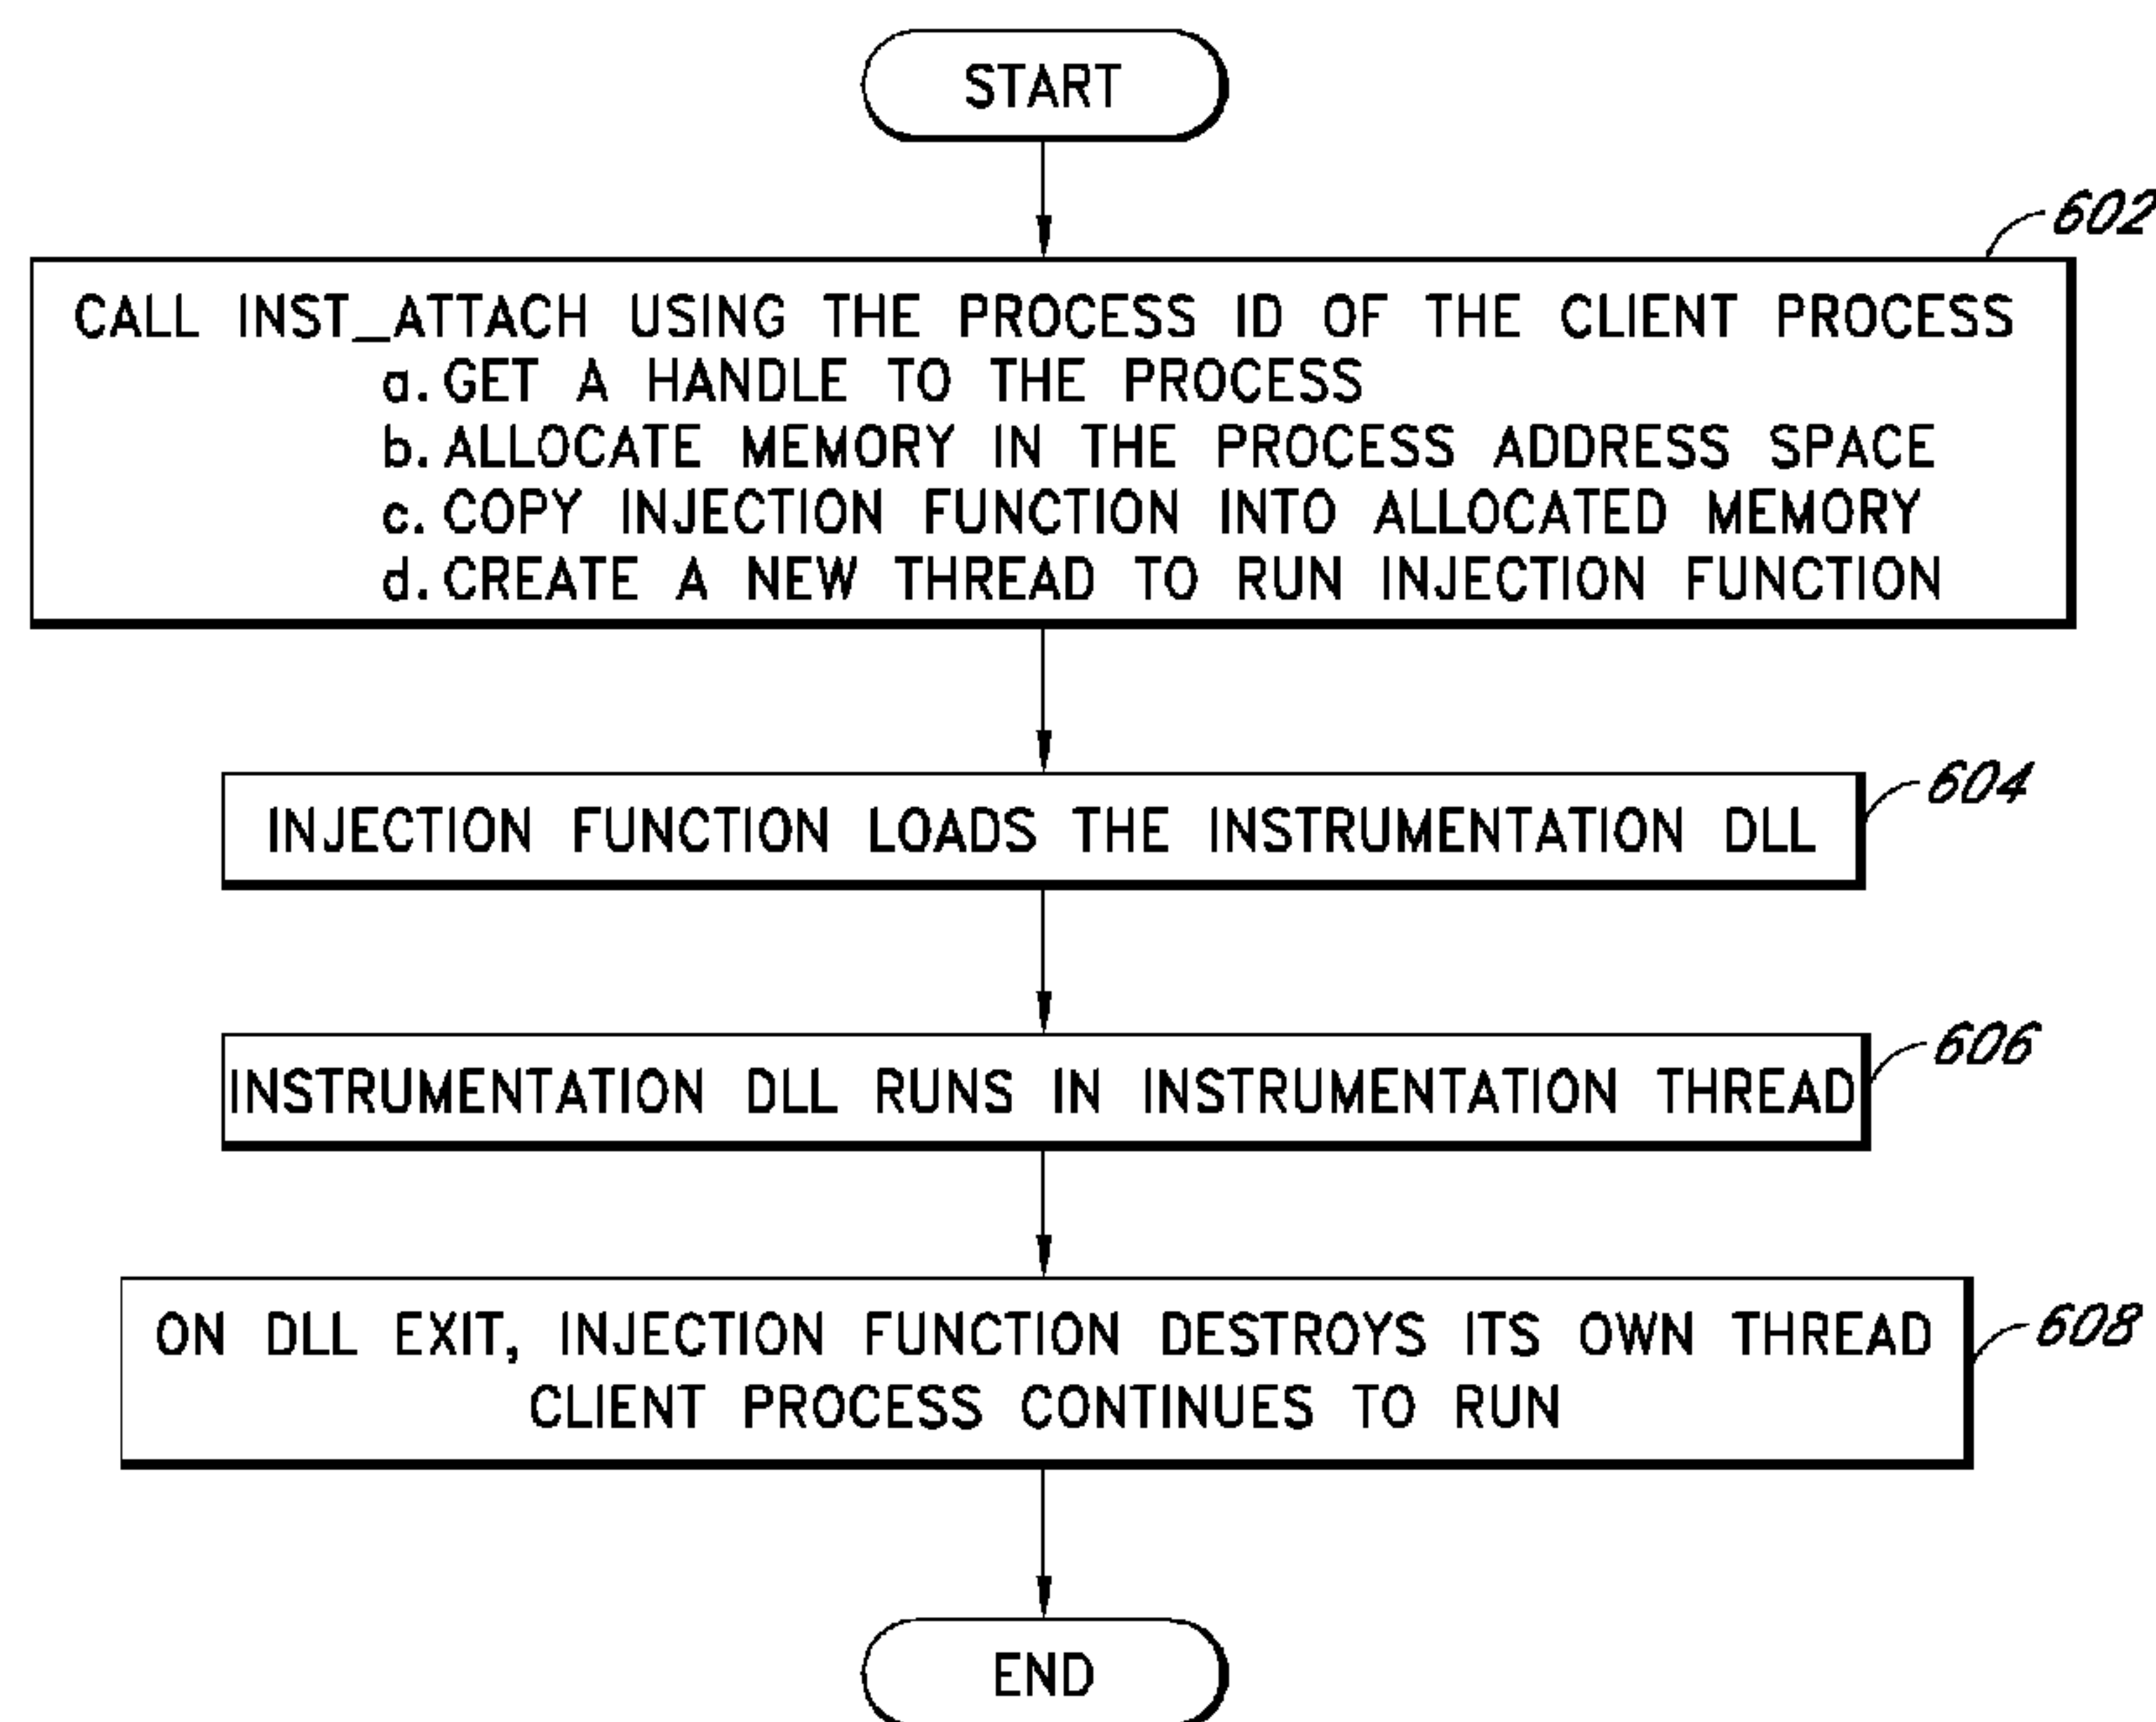 START
602
CALL INST_ATTACH USING THE PROCESS ID OF THE CLIENT PROCESS
a. GET A HANDLE TO THE PROCESS
b. ALLOCATE MEMORY IN THE PROCESS ADDRESS SPACE
c. COPY INJECTION FUNCTION INTO ALLOCATED MEMORY
d. CREATE A NEW THREAD TO RUN INJECTION FUNCTION
604
INJECTION FUNCTION LOADS THE INSTRUMENTATION DLL
606
INSTRUMENTATION DLL RUNS IN INSTRUMENTATION THREAD
608
ON DLL EXIT, INJECTION FUNCTION DESTROYS ITS OWN THREAD
CLIENT PROCESS CONTINUES TO RUN
END